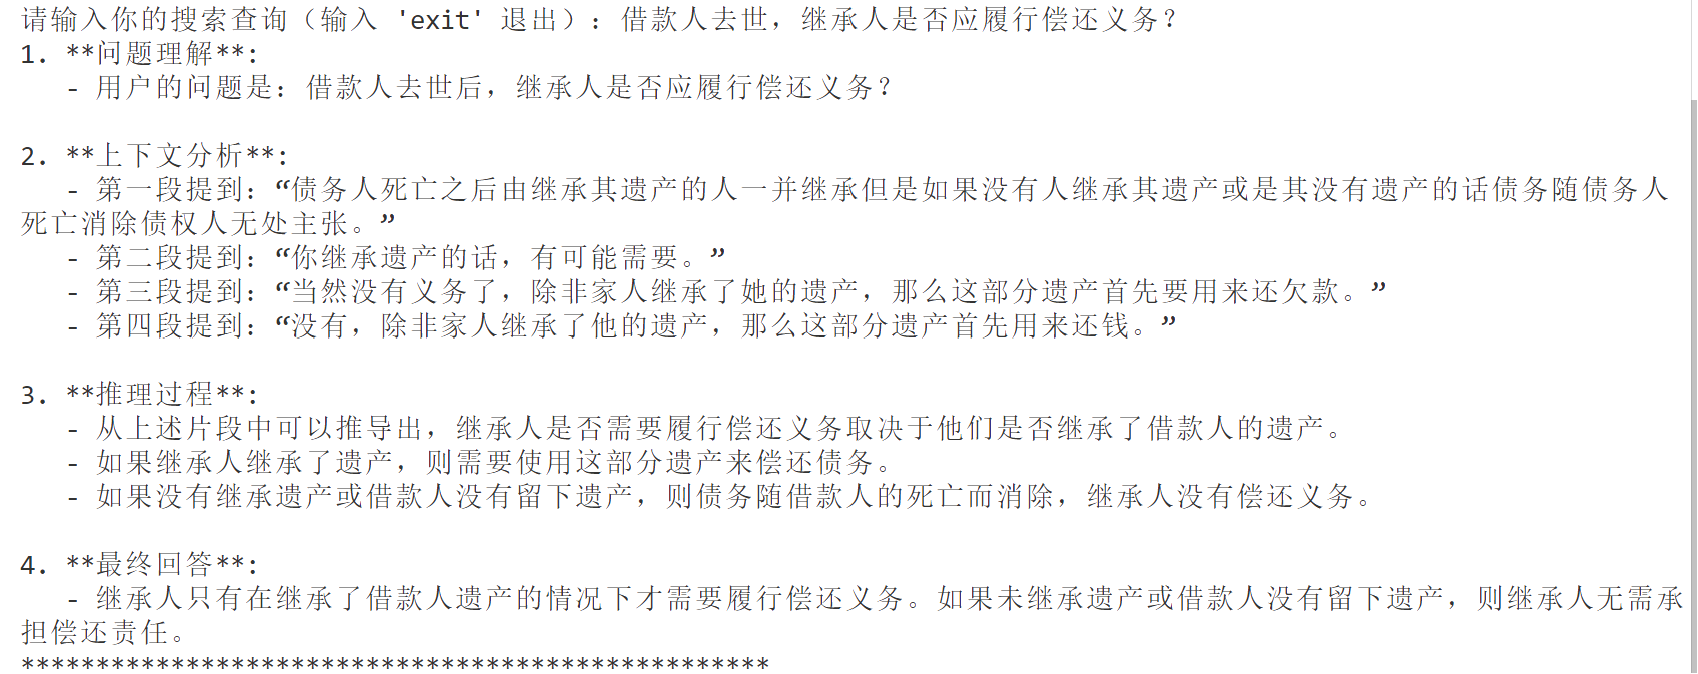 请输入你的搜索查询（输入 'exit' 退出）：借款人去世，继承人是否应履行偿还义务？
1. **问题理解**:
- 用户的问题是：借款人去世后，继承人是否应履行偿还义务？
2. **上下文分析**:
- 第一段提到：“债务人死亡之后由继承其遗产的人一并继承但是如果没有人继承其遗产或是其没有遗产的话债务随债务人
死亡消除债权人无处主张。”
- 第二段提到：“你继承遗产的话，有可能需要。”
- 第三段提到：“当然没有义务了，除非家人继承了她的遗产，那么这部分遗产首先要用来还欠款。”
- 第四段提到：“没有，除非家人继承了他的遗产，那么这部分遗产首先用来还钱。”
3. **推理过程**:
- 从上述片段中可以推导出，继承人是否需要履行偿还义务取决于他们是否继承了借款人的遗产。
- 如果继承人继承了遗产，则需要使用这部分遗产来偿还债务。
- 如果没有继承遗产或借款人没有留下遗产，则债务随借款人的死亡而消除，继承人没有偿还义务。
4. **最终回答**:
- 继承人只有在继承了借款人遗产的情况下才需要履行偿还义务。如果未继承遗产或借款人没有留下遗产，则继承人无需承
担偿还责任。
**************************************************